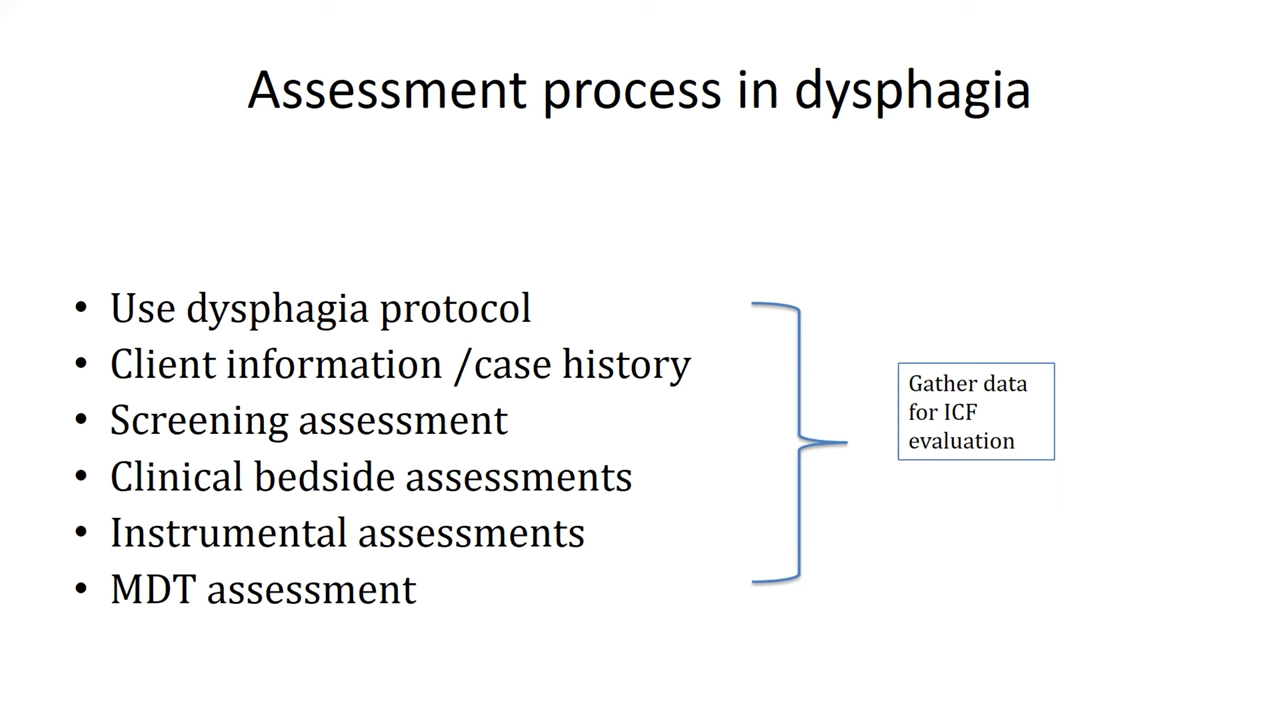 Assessment process in dysphagia
• Use dysphagia protocol
• Client information /case history
• Screening assessment
• Clinical bedside assessments
• Instrumental assessments
• MDT assessment
Gather data
for ICF
evaluation